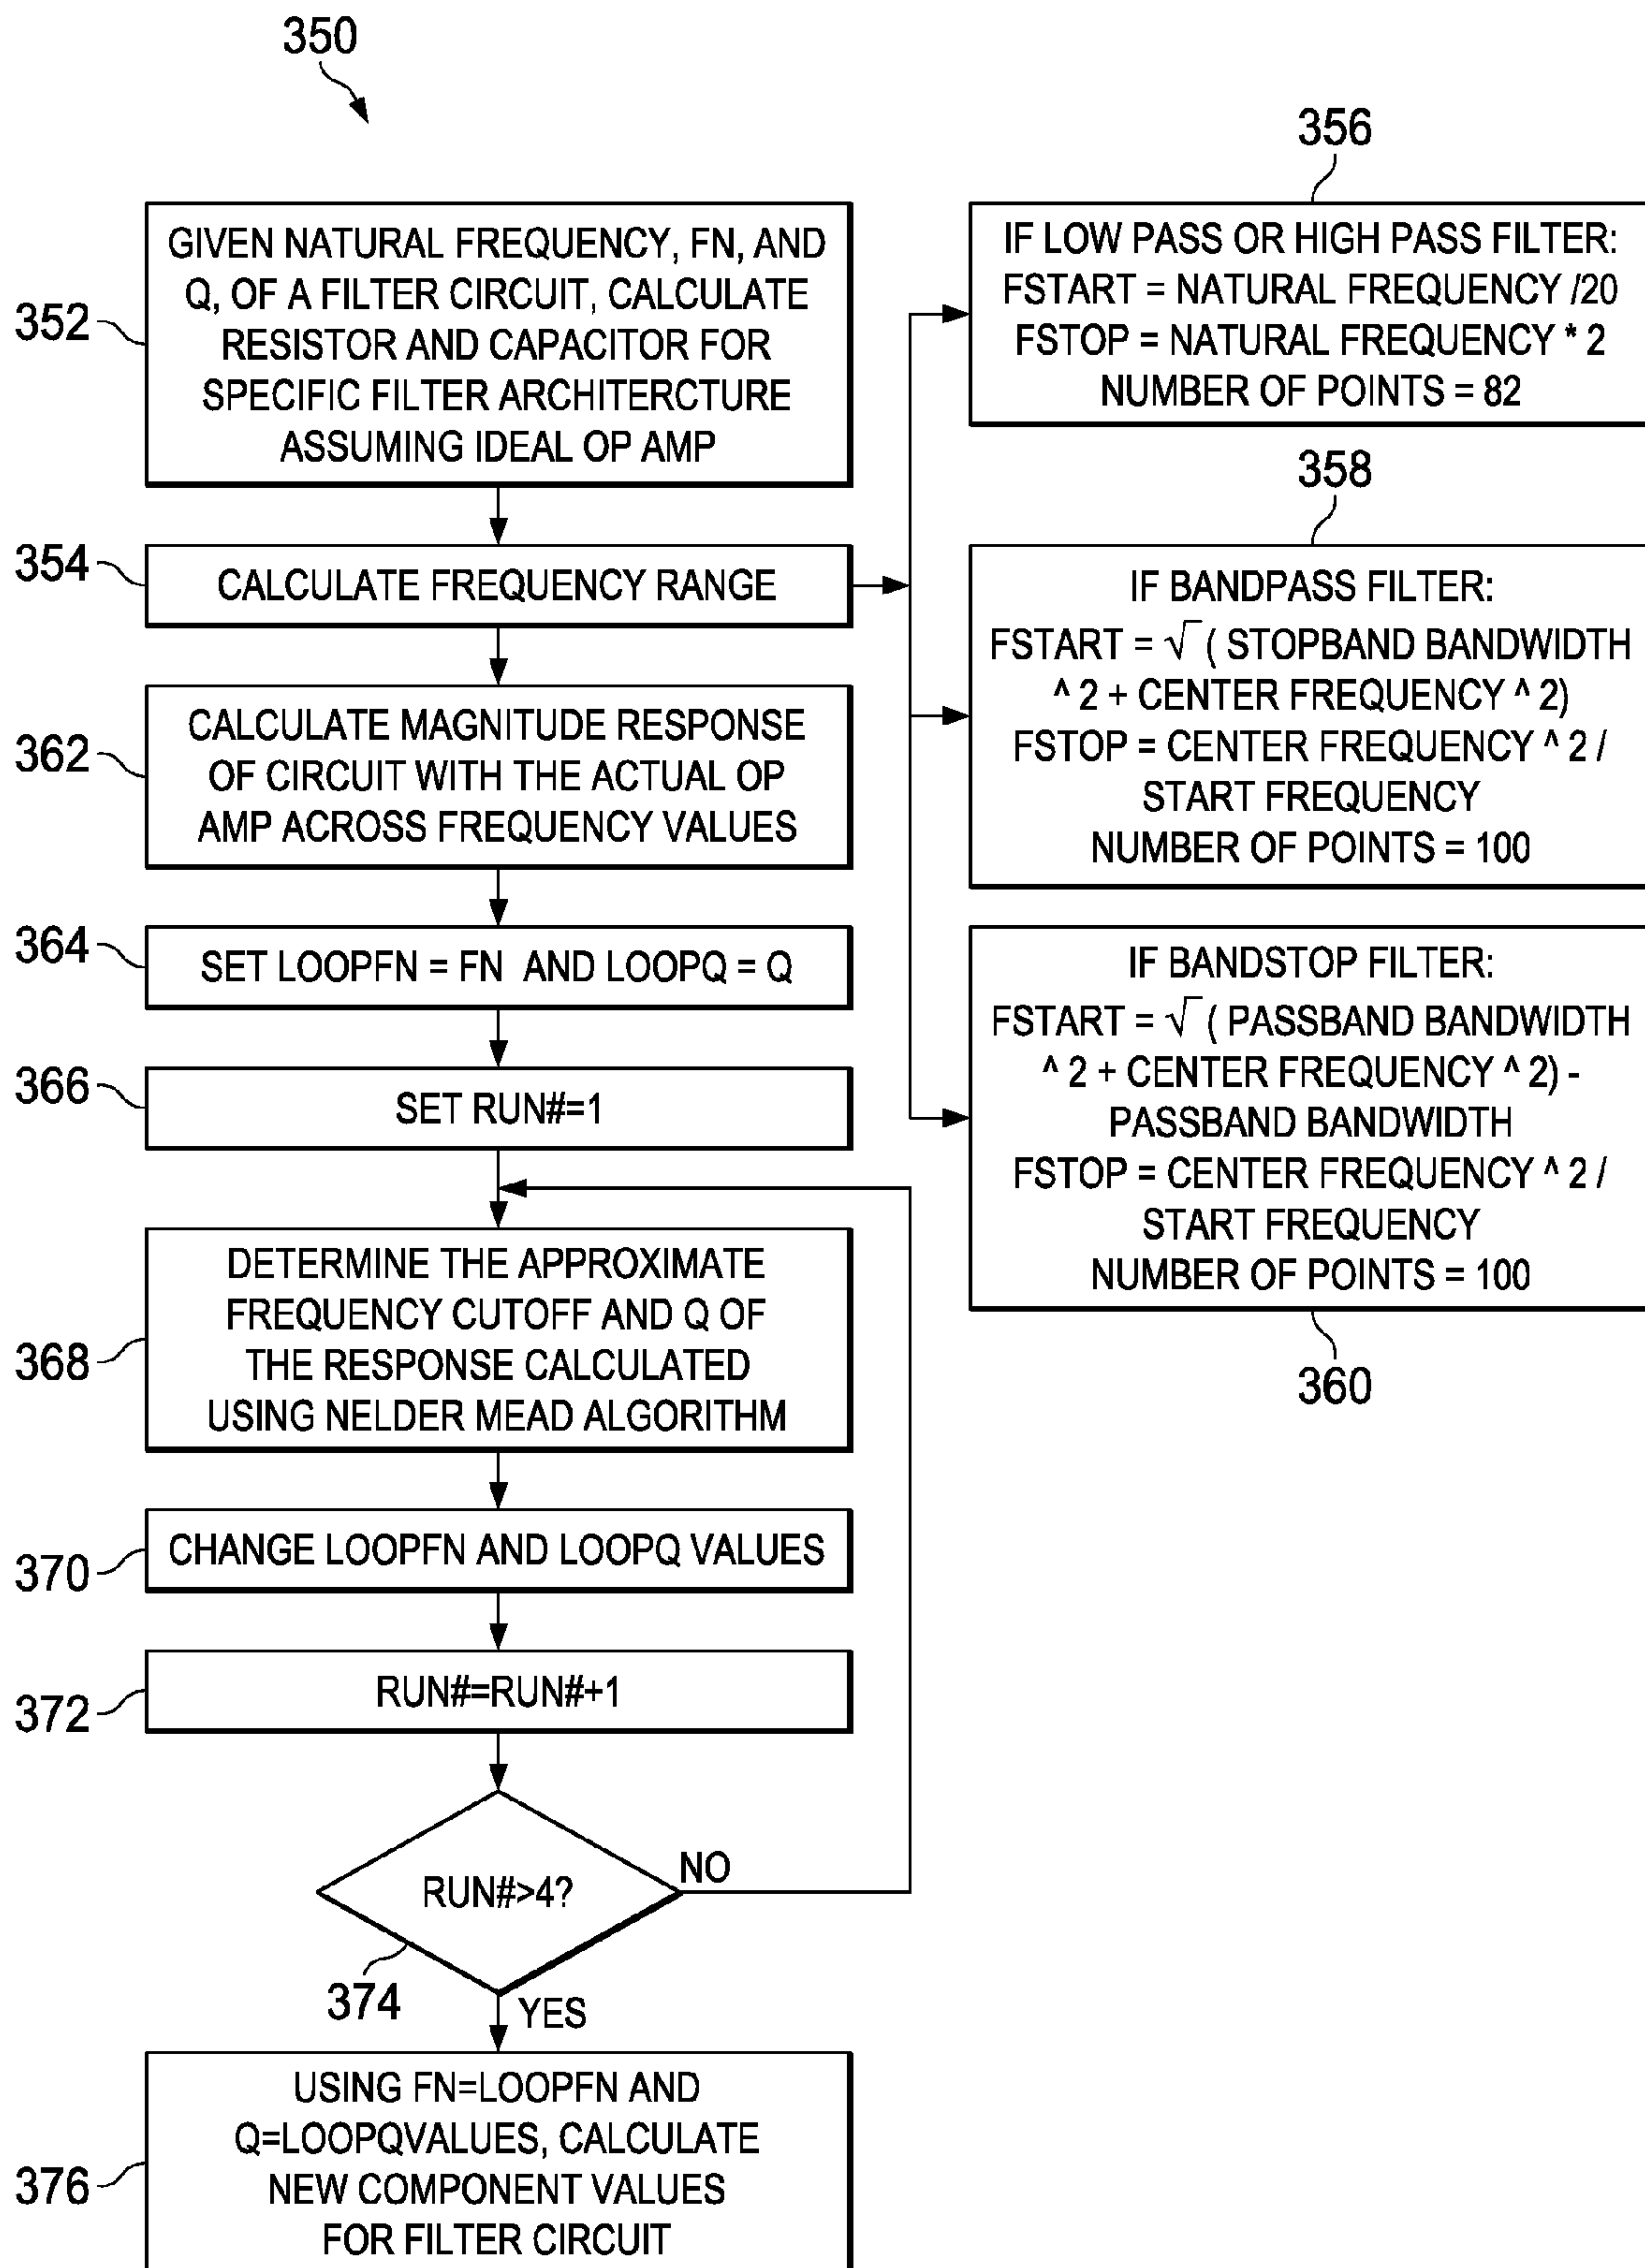 350
352
GIVEN NATURAL FREQUENCY, FN, AND
Q, OF A FILTER CIRCUIT, CALCULATE
RESISTOR AND CAPACITOR FOR
SPECIFIC FILTER ARCHITERCTURE
ASSUMING IDEAL OP AMP
354
CALCULATE FREQUENCY RANGE
356
IF LOW PASS OR HIGH PASS FILTER:
FSTART = NATURAL FREQUENCY /20
FSTOP = NATURAL FREQUENCY * 2
NUMBER OF POINTS = 82
358
IF BANDPASS FILTER:
FSTART = √ ( STOPBAND BANDWIDTH
^ 2 + CENTER FREQUENCY ^ 2)
FSTOP = CENTER FREQUENCY ^ 2 /
START FREQUENCY
NUMBER OF POINTS = 100
IF BANDSTOP FILTER:
FSTART = √ ( PASSBAND BANDWIDTH
^ 2 + CENTER FREQUENCY ^ 2) -
PASSBAND BANDWIDTH
FSTOP = CENTER FREQUENCY ^ 2 /
START FREQUENCY
NUMBER OF POINTS = 100
360
362
CALCULATE MAGNITUDE RESPONSE
OF CIRCUIT WITH THE ACTUAL OP
AMP ACROSS FREQUENCY VALUES
364
SET LOOPFN = FN AND LOOPQ = Q
366
SET RUN#=1
368
DETERMINE THE APPROXIMATE
FREQUENCY CUTOFF AND Q OF
THE RESPONSE CALCULATED
USING NELDER MEAD ALGORITHM
370
CHANGE LOOPFN AND LOOPQ VALUES
372
RUN#=RUN#+1
RUN#>4?
NO
374
YES
376
USING FN=LOOPFN AND
Q=LOOPQVALUES, CALCULATE
NEW COMPONENT VALUES
FOR FILTER CIRCUIT